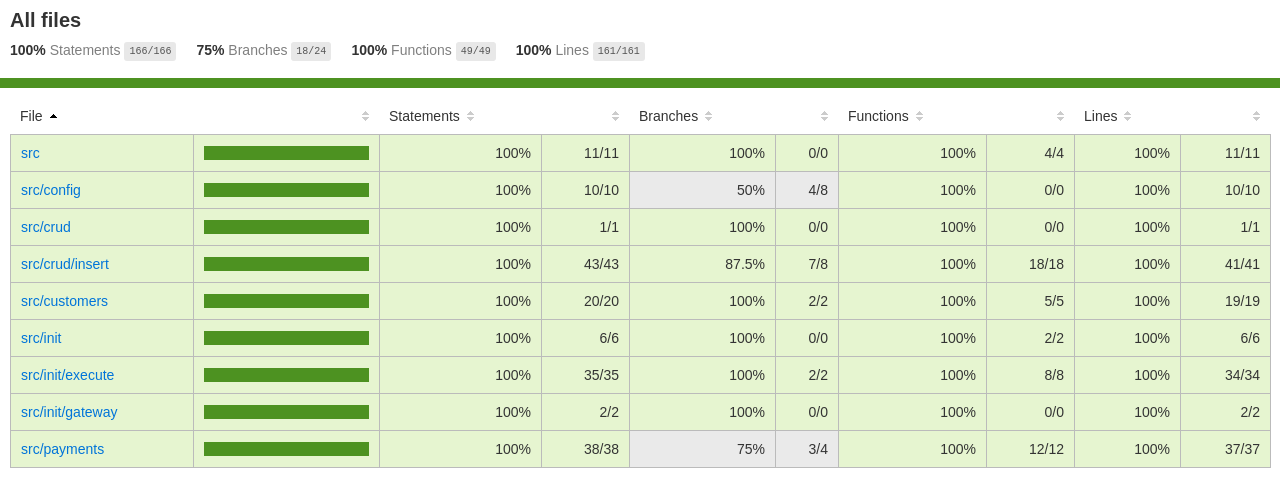 All files
100% Statements 166/166 75% Branches 18/24 100% Functions 49/49 100% Lines 161/161
File Statements Branches Functions Lines
src 100% 11/11 100% 0/0 100% 4/4 100% 11/11
src/config 100% 10/10 50% 4/8 100% 0/0 100% 10/10
src/crud 100% 1/1 100% 0/0 100% 0/0 100% 1/1
src/crud/insert 100% 43/43 87.5% 7/8 100% 18/18 100% 41/41
src/customers 100% 20/20 100% 2/2 100% 5/5 100% 19/19
src/init 100% 6/6 100% 0/0 100% 2/2 100% 6/6
src/init/execute 100% 35/35 100% 2/2 100% 8/8 100% 34/34
src/init/gateway 100% 2/2 100% 0/0 100% 0/0 100% 2/2
src/payments 100% 38/38 75% 3/4 100% 12/12 100% 37/37